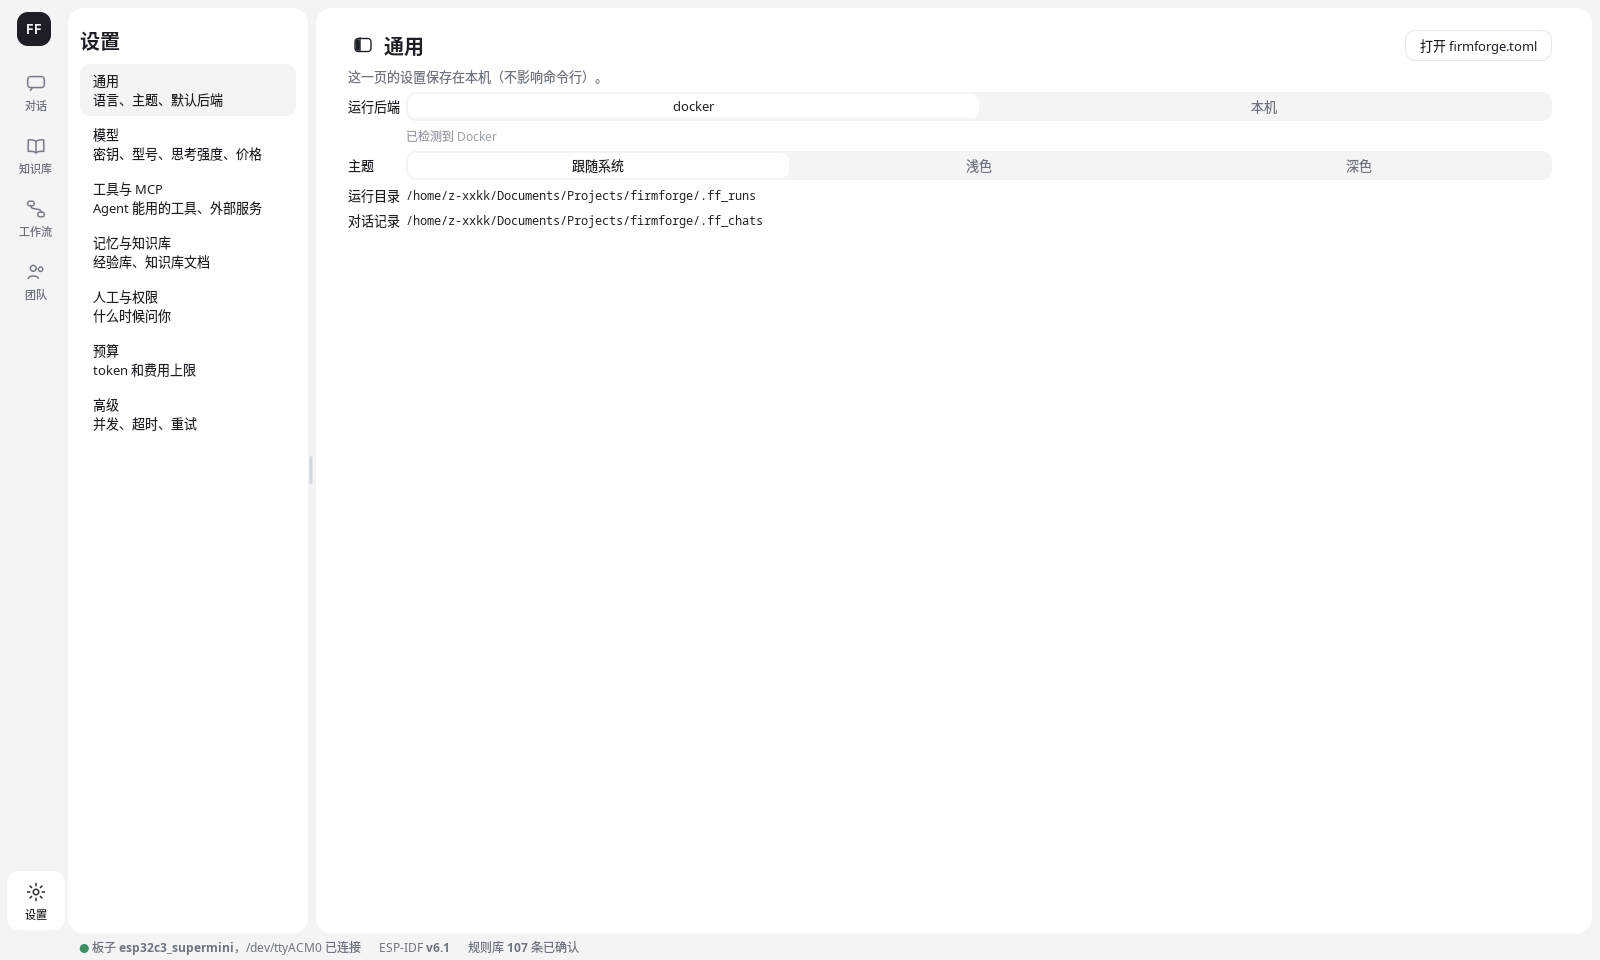 FF
对话
知识库
工作流
团队
设置
设置
通用
语言、主题、默认后端
模型
密钥、型号、思考强度、价格
工具与 MCP
Agent 能用的工具、外部服务
记忆与知识库
经验库、知识库文档
人工与权限
什么时候问你
预算
token 和费用上限
高级
并发、超时、重试
通用
打开 firmforge.toml
这一页的设置保存在本机（不影响命令行）。
运行后端 docker 本机
已检测到 Docker
主题 跟随系统 浅色 深色
运行目录 /home/z-xxkk/Documents/Projects/firmforge/.ff_runs
对话记录 /home/z-xxkk/Documents/Projects/firmforge/.ff_chats
板子 esp32c3_supermini，/dev/ttyACM0 已连接 ESP-IDF v6.1 规则库 107 条已确认